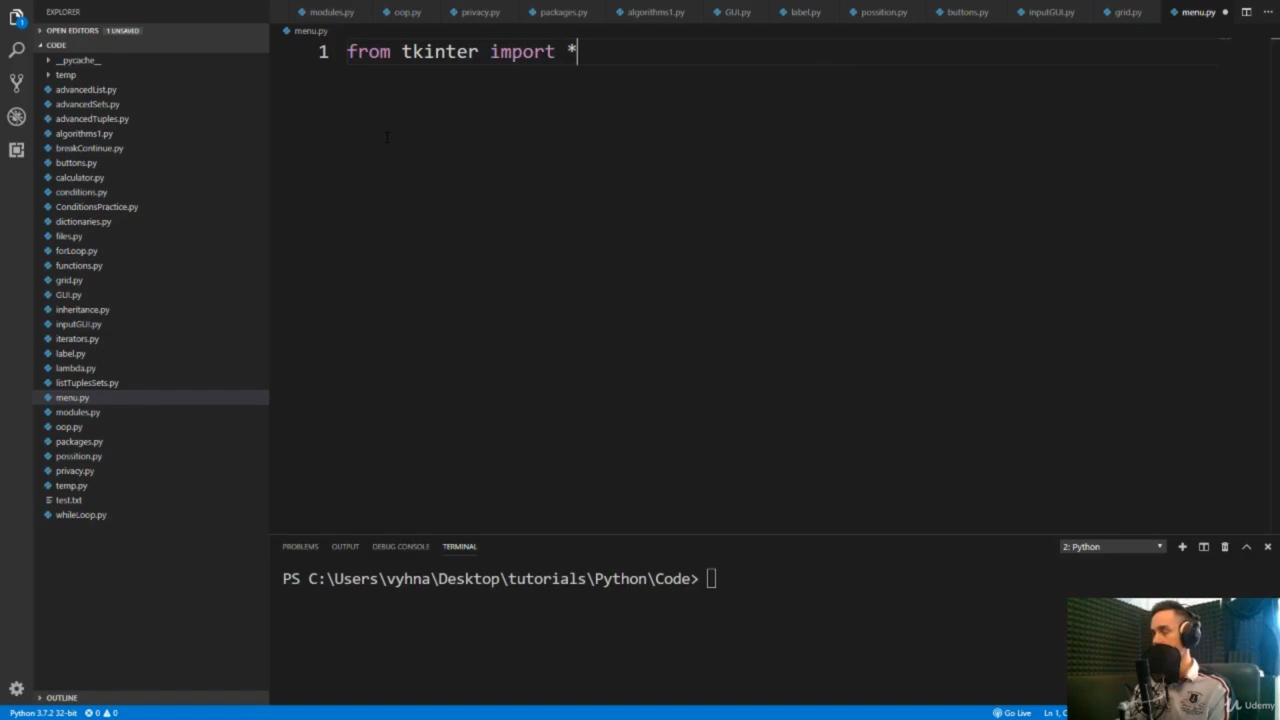 EXPLORER
OPEN EDITORS 1 UNSAVED
CODE
__pycache__
temp
advancedList.py
advancedSets.py
advancedTuples.py
algorithms1.py
breakContinue.py
buttons.py
calculator.py
conditions.py
ConditionsPractice.py
dictionaries.py
files.py
forLoop.py
functions.py
grid.py
GUI.py
inheritance.py
inputGUI.py
iterators.py
label.py
lambda.py
listTuplesSets.py
menu.py
modules.py
oop.py
packages.py
possition.py
privacy.py
temp.py
test.txt
whileLoop.py
OUTLINE
modules.py oop.py privacy.py packages.py algorithms1.py GUI.py label.py possition.py buttons.py inputGUI.py grid.py menu.py
menu.py
1 from tkinter import *
PROBLEMS OUTPUT DEBUG CONSOLE TERMINAL 2: Python
PS C:\Users\vyhna\Desktop\tutorials\Python\Code>
Udemy
Python 3.7.2 32-bit 0 0 Go Live Ln 1,